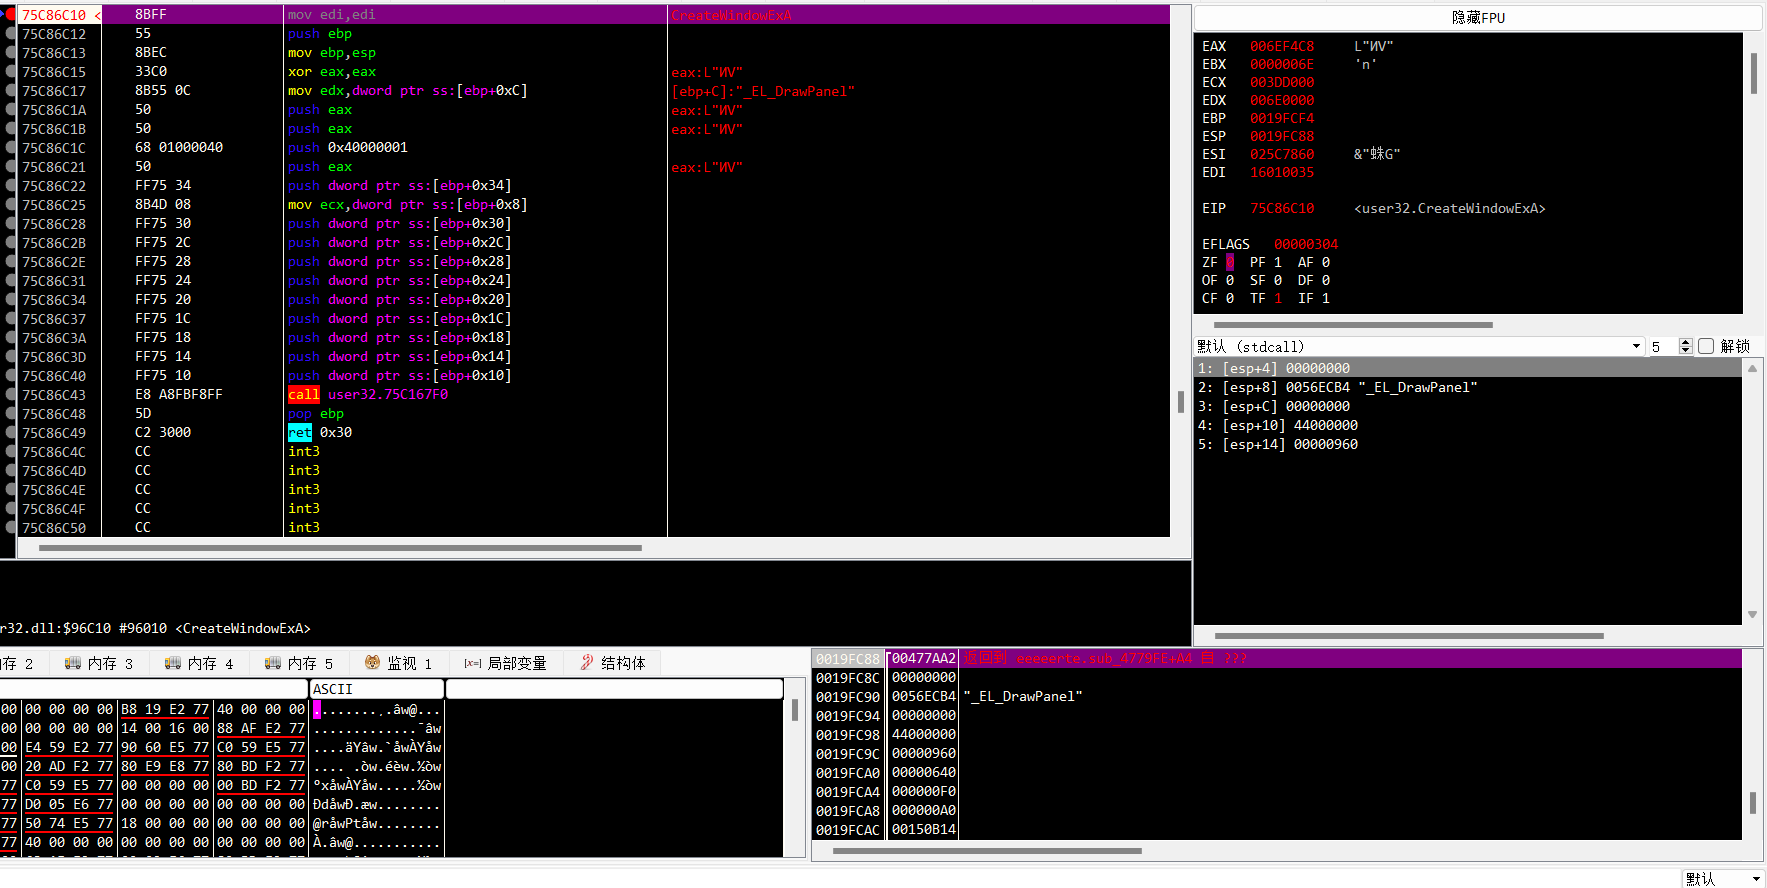 75C86C10 < 8BFF mov edi,edi CreateWindowExA
75C86C12 55 push ebp
75C86C13 8BEC mov ebp,esp
75C86C15 33C0 xor eax,eax eax:L"ИV"
75C86C17 8B55 0C mov edx,dword ptr ss:[ebp+0xC] [ebp+C]:"_EL_DrawPanel"
75C86C1A 50 push eax eax:L"ИV"
75C86C1B 50 push eax eax:L"ИV"
75C86C1C 68 01000040 push 0x40000001
75C86C21 50 push eax eax:L"ИV"
75C86C22 FF75 34 push dword ptr ss:[ebp+0x34]
75C86C25 8B4D 08 mov ecx,dword ptr ss:[ebp+0x8]
75C86C28 FF75 30 push dword ptr ss:[ebp+0x30]
75C86C2B FF75 2C push dword ptr ss:[ebp+0x2C]
75C86C2E FF75 28 push dword ptr ss:[ebp+0x28]
75C86C31 FF75 24 push dword ptr ss:[ebp+0x24]
75C86C34 FF75 20 push dword ptr ss:[ebp+0x20]
75C86C37 FF75 1C push dword ptr ss:[ebp+0x1C]
75C86C3A FF75 18 push dword ptr ss:[ebp+0x18]
75C86C3D FF75 14 push dword ptr ss:[ebp+0x14]
75C86C40 FF75 10 push dword ptr ss:[ebp+0x10]
75C86C43 E8 A8FBF8FF call user32.75C167F0
75C86C48 5D pop ebp
75C86C49 C2 3000 ret 0x30
75C86C4C CC int3
75C86C4D CC int3
75C86C4E CC int3
75C86C4F CC int3
75C86C50 CC int3
隐藏FPU
EAX 006EF4C8 L"ИV"
EBX 0000006E 'n'
ECX 003DD000
EDX 006E0000
EBP 0019FCF4
ESP 0019FC88
ESI 025C7860 &"蛛G"
EDI 16010035
EIP 75C86C10 <user32.CreateWindowExA>
EFLAGS 00000304
ZF 0 PF 1 AF 0
OF 0 SF 0 DF 0
CF 0 TF 1 IF 1
默认 (stdcall) 5 解锁
1: [esp+4] 00000000
2: [esp+8] 0056ECB4 "_EL_DrawPanel"
3: [esp+C] 00000000
4: [esp+10] 44000000
5: [esp+14] 00000960
r32.dll:$96C10 #96010 <CreateWindowExA>
内存 2 内存 3 内存 4 内存 5 监视 1 [x=] 局部变量 结构体
ASCII
00 00 00 00 00 B8 19 E2 77 40 00 00 00 ........¸.âw@...
00 00 00 00 00 14 00 16 00 88 AF E2 77 .............¯âw
00 E4 59 E2 77 90 60 E5 77 C0 59 E5 77 ....äYâw.`åwÀYåw
00 20 AD F2 77 80 E9 E8 77 80 BD F2 77 .... .òw.éèw.½òw
77 C0 59 E5 77 00 00 00 00 00 BD F2 77 °xåwÀYåw.....½òw
77 D0 05 E6 77 00 00 00 00 00 00 00 00 ÐdåwÐ.æw........
77 50 74 E5 77 18 00 00 00 00 00 00 00 @råwPtåw........
77 40 00 00 00 00 00 00 00 00 00 00 00 À.âw@...........
0019FC88 00477AA2 返回到 eeeeerte.sub_4779FE+A4 自 ???
0019FC8C 00000000
0019FC90 0056ECB4 "_EL_DrawPanel"
0019FC94 00000000
0019FC98 44000000
0019FC9C 00000960
0019FCA0 00000640
0019FCA4 000000F0
0019FCA8 000000A0
0019FCAC 00150B14
默认